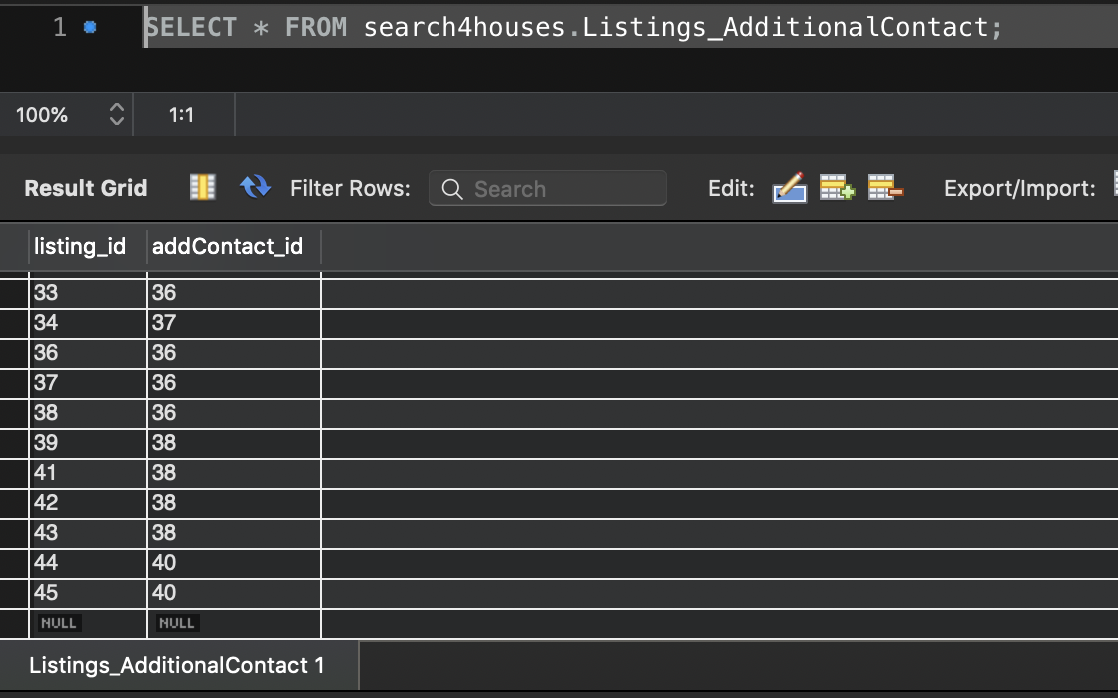 1 SELECT * FROM search4houses.Listings_AdditionalContact;
100% 1:1
Result Grid Filter Rows: Search Edit: Export/Import:
listing_id addContact_id
33 36
34 37
36 36
37 36
38 36
39 38
41 38
42 38
43 38
44 40
45 40
NULL NULL
Listings_AdditionalContact 1